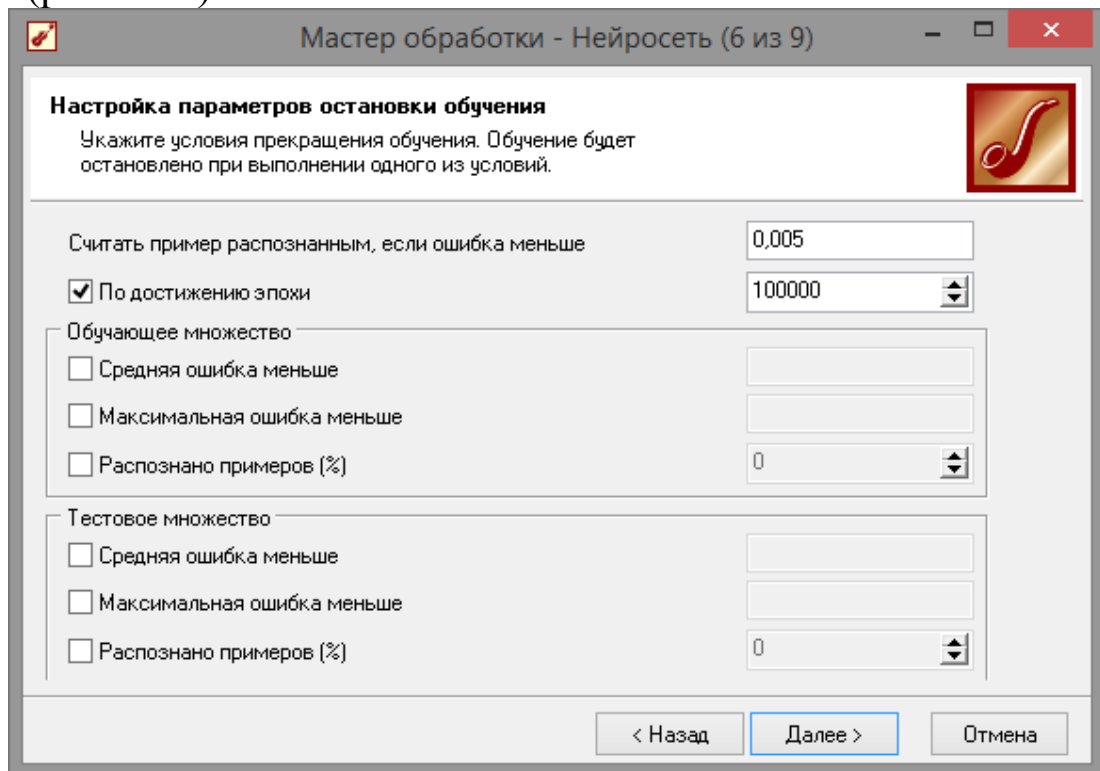 Мастер обработки - Нейросеть (6 из 9)
Настройка параметров остановки обучения
Укажите условия прекращения обучения. Обучение будет
остановлено при выполнении одного из условий.
Считать пример распознанным, если ошибка меньше 0,005
По достижению эпохи 100000
Обучающее множество
Средняя ошибка меньше
Максимальная ошибка меньше
Распознано примеров (%) 0
Тестовое множество
Средняя ошибка меньше
Максимальная ошибка меньше
Распознано примеров (%) 0
< Назад Далее > Отмена